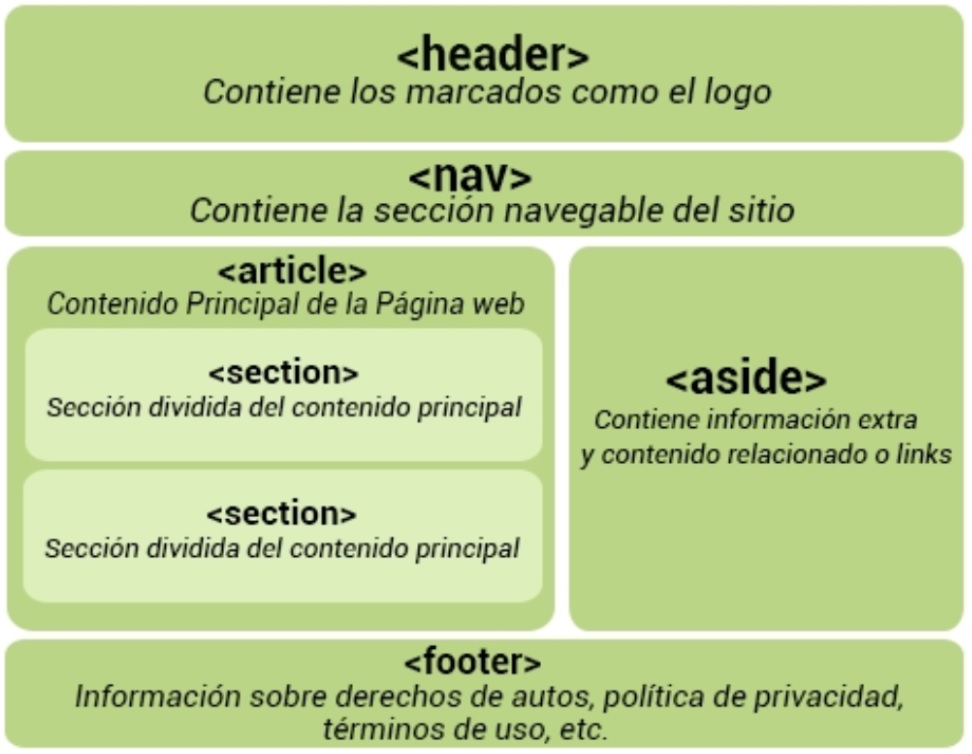 <header>
Contiene los marcados como el logo
<nav>
Contiene la sección navegable del sitio
<article>
Contenido Principal de la Página web
<section>
Sección dividida del contenido principal
<section>
Sección dividida del contenido principal
<aside>
Contiene información extra
y contenido relacionado o links
<footer>
Información sobre derechos de autos, política de privacidad,
términos de uso, etc.